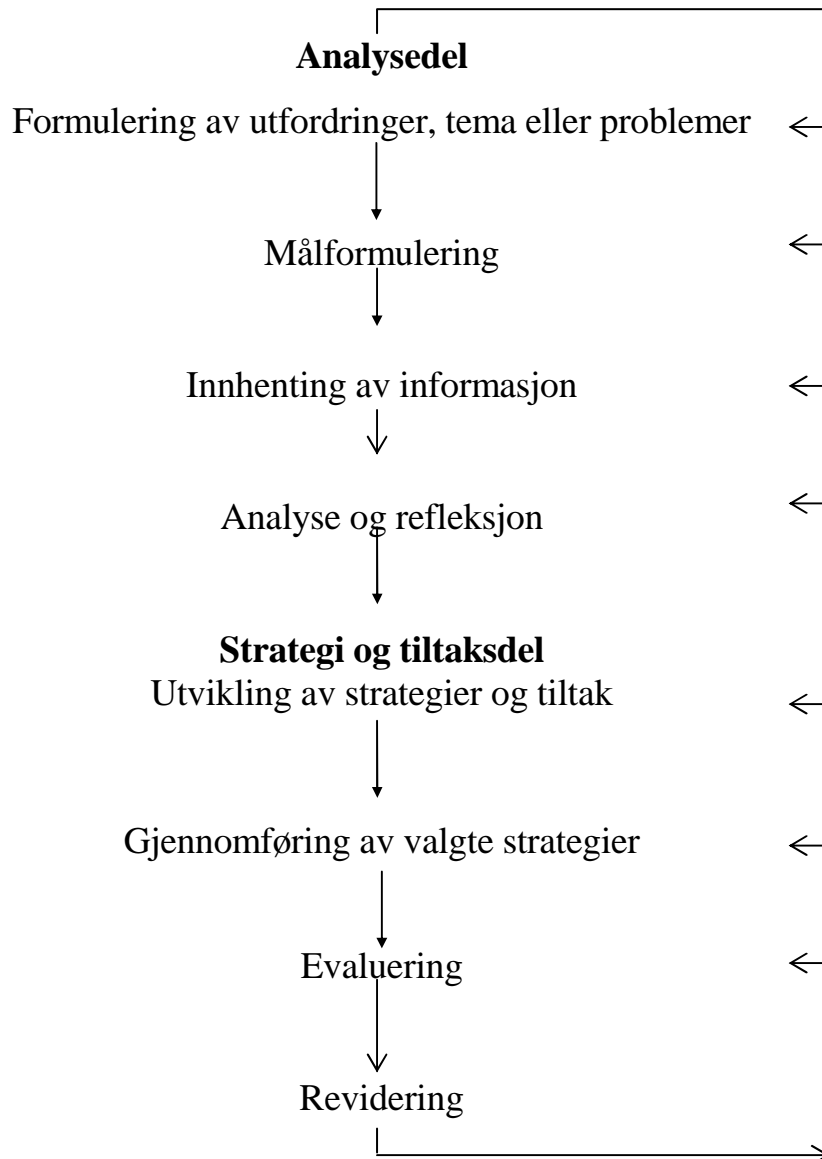 Analysedel
Formulering av utfordringer, tema eller problemer
Målformulering
Innhenting av informasjon
Analyse og refleksjon
Strategi og tiltaksdel
Utvikling av strategier og tiltak
Gjennomføring av valgte strategier
Evaluering
Revidering